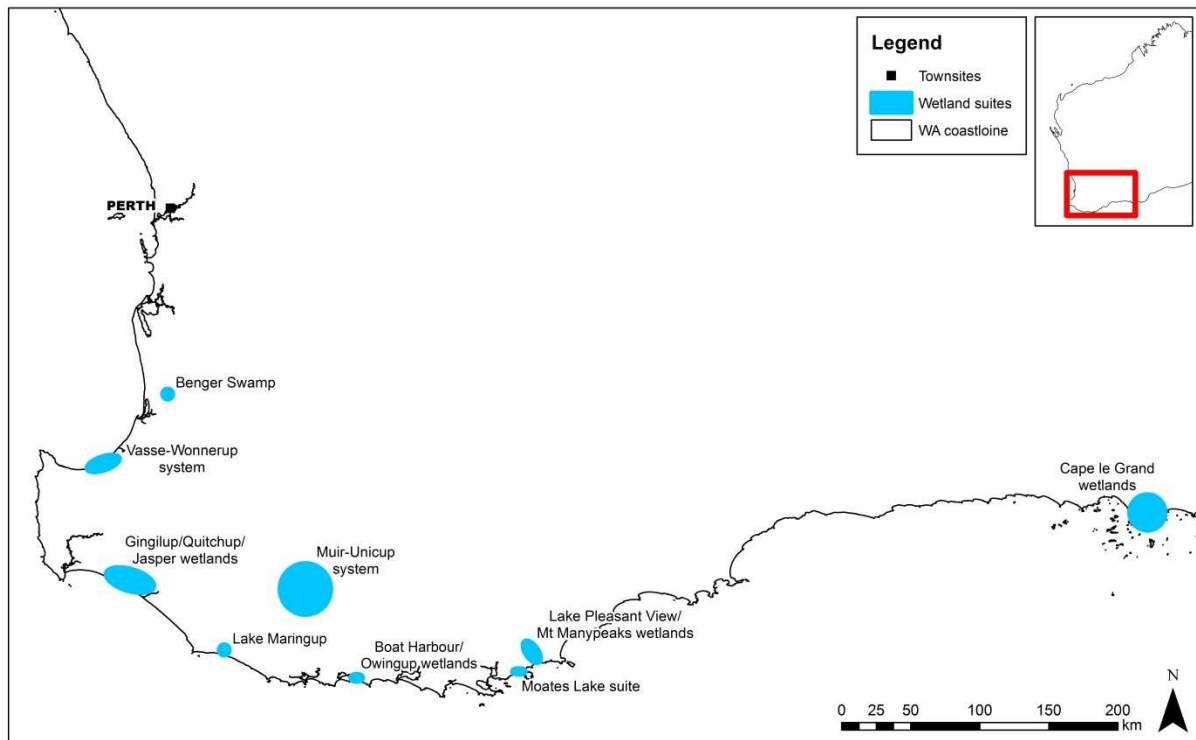 Legend
Townsites
Wetland suites
WA coastloine
PERTH
Benger Swamp
Vasse-Wonnerup
system
Cape le Grand
wetlands
Gingilup/Quitchup/
Jasper wetlands
Muir-Unicup
system
Lake Maringup
Boat Harbour/
Owingup wetlands
Lake Pleasant View/
Mt Manypeaks wetlands
Moates Lake suite
N
0 25 50 100 150 200
km